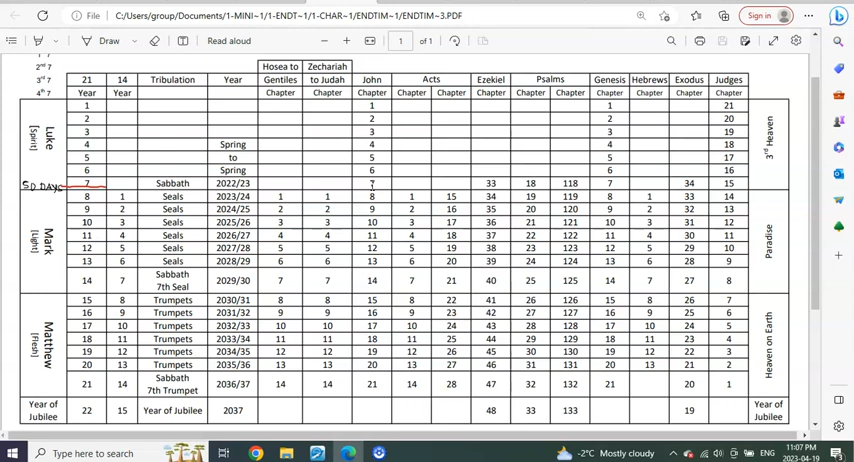 File C:/Users/group/Documents/1-MINI~1/1-ENDT~1/1-CHAR~1/ENDTIM~1/ENDTIM~3.PDF Sign in
Draw Read aloud 1 of 1
2nd 7 Hosea to Zechariah
3rd 7 21 14 Tribulation Year Gentiles to Judah John Acts Ezekiel Psalms Genesis Hebrews Exodus Judges
4th 7 Year Year Chapter Chapter Chapter Chapter Chapter Chapter Chapter Chapter Chapter Chapter Chapter Chapter
1 1 1 21
2 2 2 20
3 3 3 19
4 Spring 4 4 18
5 to 5 5 17
6 Spring 6 6 16
50 DAYS 7 Sabbath 2022/23 7 33 18 118 7 34 15
Luke
[Spirit]
3rd Heaven
8 1 Seals 2023/24 1 1 8 1 15 34 19 119 8 1 33 14
9 2 Seals 2024/25 2 2 9 2 16 35 20 120 9 2 32 13
10 3 Seals 2025/26 3 3 10 3 17 36 21 121 10 3 31 12
11 4 Seals 2026/27 4 4 11 4 18 37 22 122 11 4 30 11
12 5 Seals 2027/28 5 5 12 5 19 38 23 123 12 5 29 10
13 6 Seals 2028/29 6 6 13 6 20 39 24 124 13 6 28 9
14 7 Sabbath 7th Seal 2029/30 7 7 14 7 21 40 25 125 14 7 27 8
Mark
[Light]
Paradise
15 8 Trumpets 2030/31 8 8 15 8 22 41 26 126 15 8 26 7
16 9 Trumpets 2031/32 9 9 16 9 23 42 27 127 16 9 25 6
17 10 Trumpets 2032/33 10 10 17 10 24 43 28 128 17 10 24 5
18 11 Trumpets 2033/34 11 11 18 11 25 44 29 129 18 11 23 4
19 12 Trumpets 2034/35 12 12 19 12 26 45 30 130 19 12 22 3
20 13 Trumpets 2035/36 13 13 20 13 27 46 31 131 20 13 21 2
21 14 Sabbath 7th Trumpet 2036/37 14 14 21 14 28 47 32 132 21 20 1
Matthew
[Flesh]
Heaven on Earth
Year of Jubilee 22 15 Year of Jubilee 2037 48 33 133 19 Year of Jubilee
Type here to search -2°C Mostly cloudy ENG 11:07 PM 2023-04-19